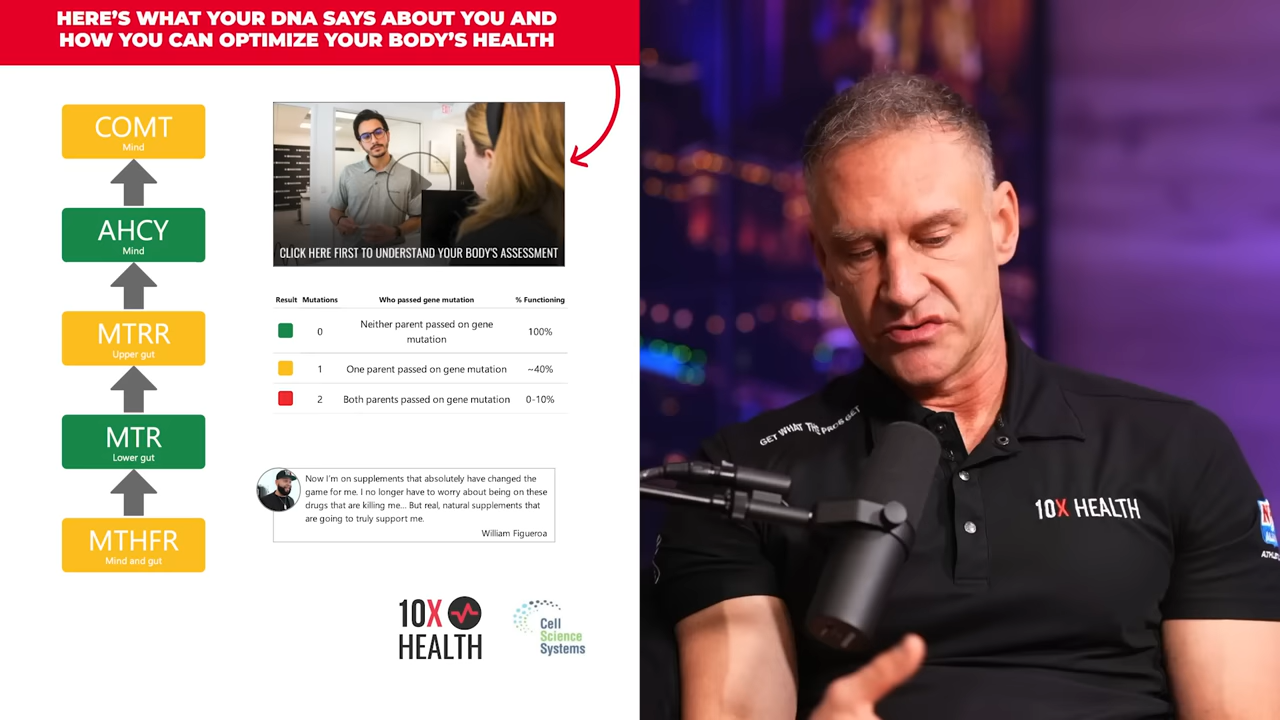 HERE'S WHAT YOUR DNA SAYS ABOUT YOU AND
HOW YOU CAN OPTIMIZE YOUR BODY'S HEALTH
COMT
Mind
AHCY
Mind
MTRR
Upper gut
MTR
Lower gut
MTHFR
Mind and gut
CLICK HERE FIRST TO UNDERSTAND YOUR BODY'S ASSESSMENT
Result Mutations Who passed gene mutation % Functioning
0 Neither parent passed on gene mutation 100%
1 One parent passed on gene mutation ~40%
2 Both parents passed on gene mutation 0-10%
Now I'm on supplements that absolutely have changed the
game for me. I no longer have to worry about being on these
drugs that are killing me... But real, natural supplements that
are going to truly support me.
William Figueroa
10X
HEALTH
Cell
Science
Systems
GET WHAT THE PROS GET
10X HEALTH